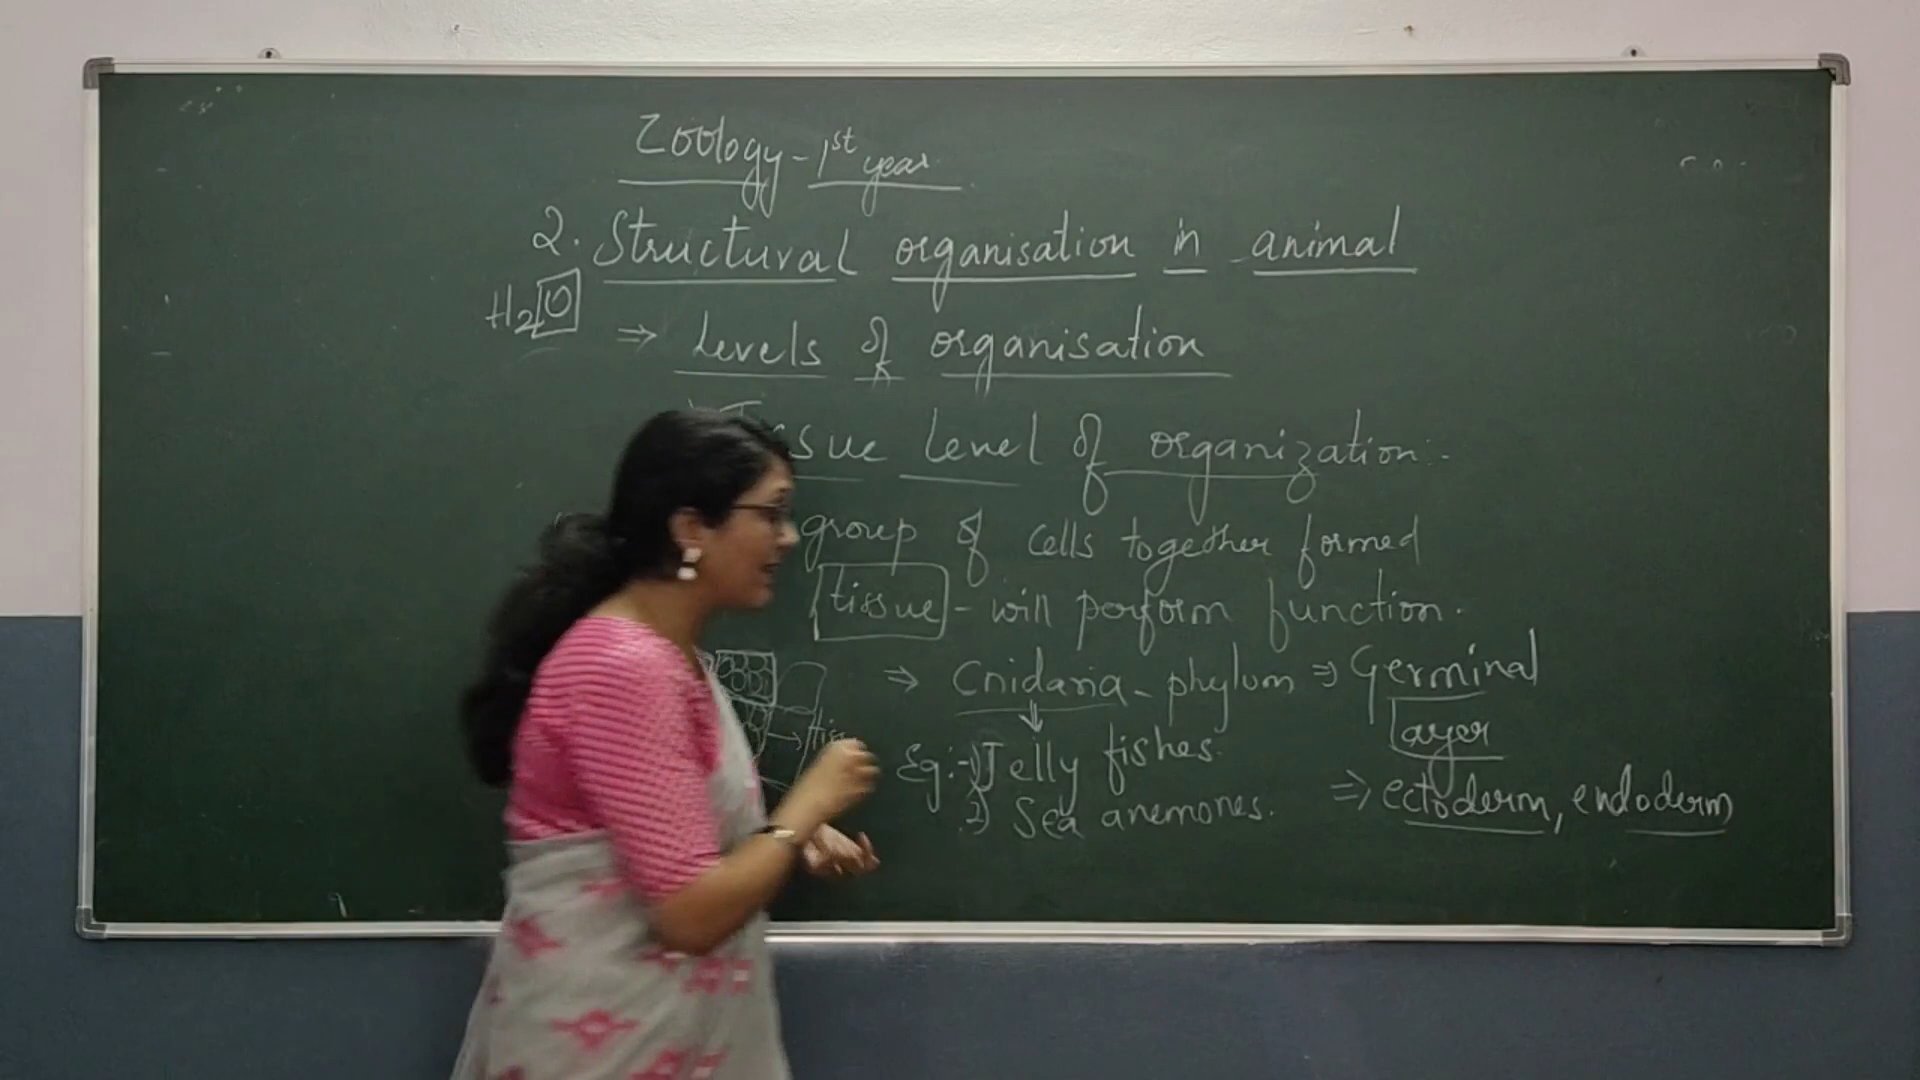 Zoology - 1st year
2. Structural organisation in animal
H2O
⇒ Levels of organisation
ssue level of organization:-
group of cells together formed
tissue - will perform function.
⇒ Cnidaria - phylum ⇒ Germinal
layer
Eg:- 1) Jelly fishes.
2) Sea anemones.
⇒ ectoderm, endoderm